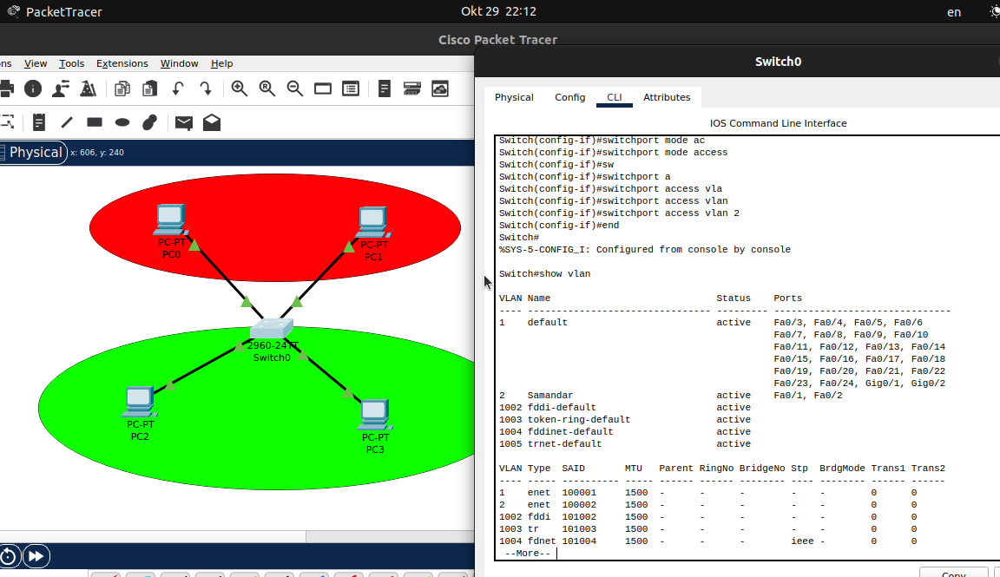 PacketTracer
Okt 29 22:12
en
Cisco Packet Tracer
ns View Tools Extensions Window Help
Switch0
Physical Config CLI Attributes
IOS Command Line Interface
Physical x: 606, y: 240
PC-PT
PC0
PC-PT
PC1
2960-24TT
Switch0
PC-PT
PC2
PC-PT
PC3
Switch(config-if)#switchport mode ac
Switch(config-if)#switchport mode access
Switch(config-if)#sw
Switch(config-if)#switchport a
Switch(config-if)#switchport access vla
Switch(config-if)#switchport access vlan
Switch(config-if)#switchport access vlan 2
Switch(config-if)#end
Switch#
%SYS-5-CONFIG_I: Configured from console by console
Switch#show vlan
VLAN Name                             Status    Ports
---- -------------------------------- --------- -------------------------------
1    default                          active    Fa0/3, Fa0/4, Fa0/5, Fa0/6
                                                Fa0/7, Fa0/8, Fa0/9, Fa0/10
                                                Fa0/11, Fa0/12, Fa0/13, Fa0/14
                                                Fa0/15, Fa0/16, Fa0/17, Fa0/18
                                                Fa0/19, Fa0/20, Fa0/21, Fa0/22
                                                Fa0/23, Fa0/24, Gig0/1, Gig0/2
2    Samandar                         active    Fa0/1, Fa0/2
1002 fddi-default                     active
1003 token-ring-default               active
1004 fddinet-default                  active
1005 trnet-default                    active
VLAN Type  SAID       MTU   Parent RingNo BridgeNo Stp  BrdgMode Trans1 Trans2
---- ----- ---------- ----- ------ ------ -------- ---- -------- ------ ------
1    enet  100001     1500  -      -      -        -    -        0      0
2    enet  100002     1500  -      -      -        -    -        0      0
1002 fddi  101002     1500  -      -      -        -    -        0      0
1003 tr    101003     1500  -      -      -        -    -        0      0
1004 fdnet 101004     1500  -      -      -        ieee -        0      0
 --More--
Copy